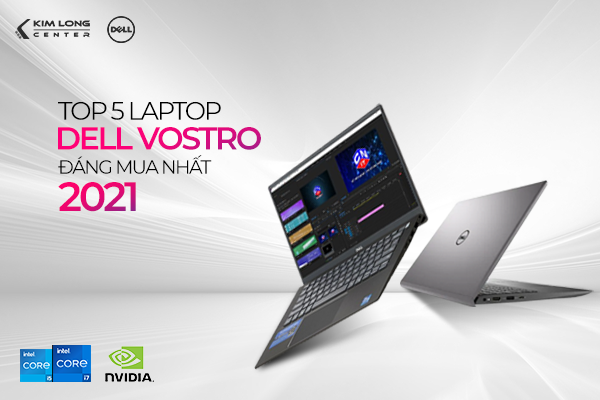 KIM LONG
CENTER
DELL
TOP 5 LAPTOP
DELL VOSTRO
ĐÁNG MUA NHẤT
2021
intel
CORE
i5
intel
CORE
i7
NVIDIA.